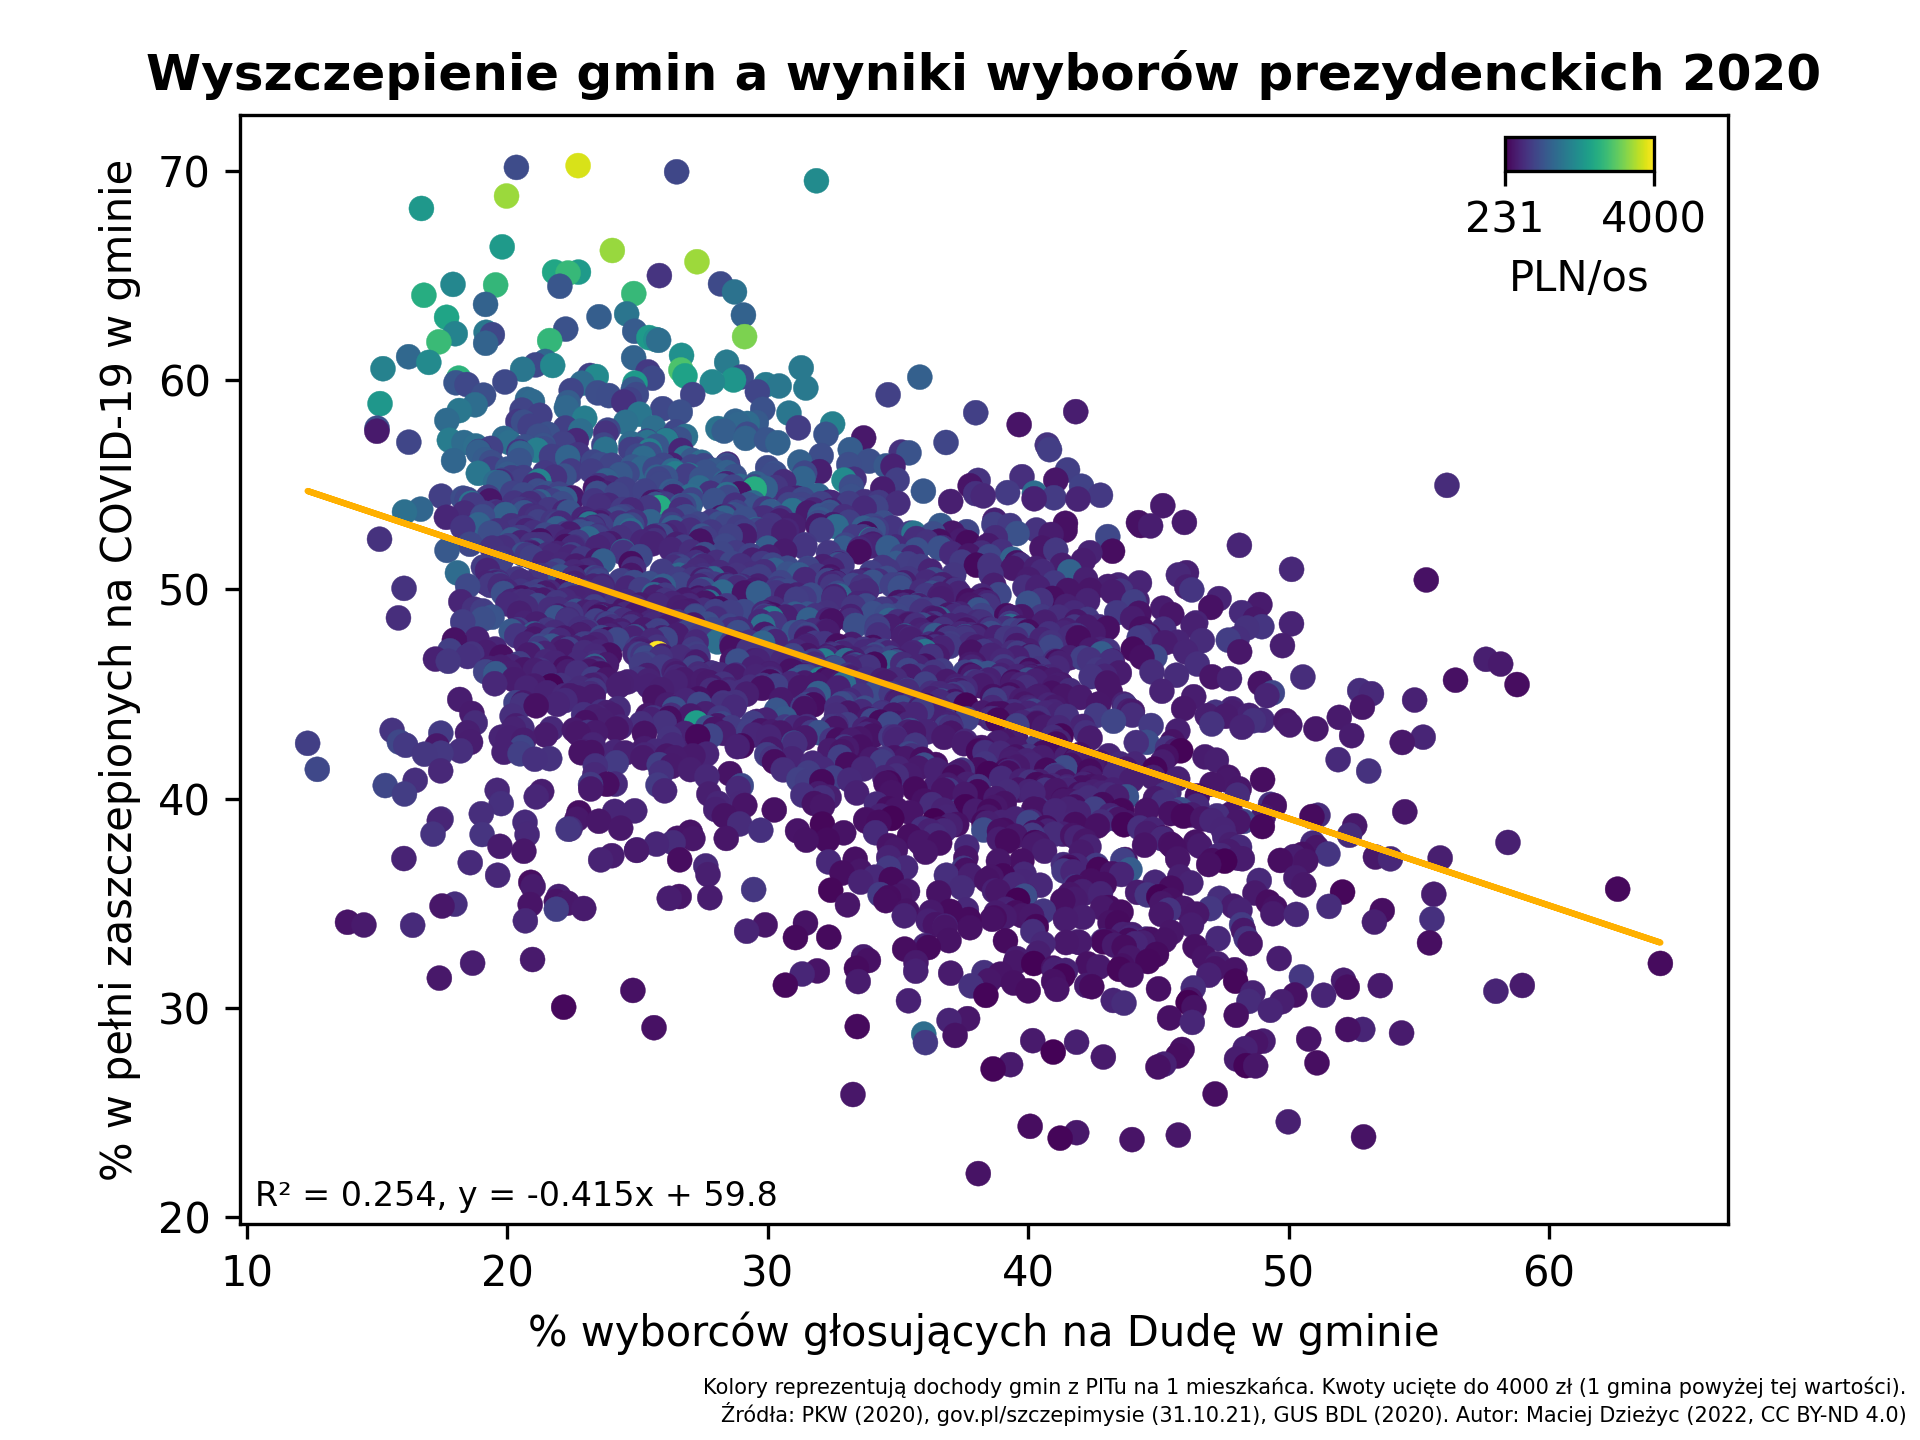 Wyszczepienie gmin a wyniki wyborów prezydenckich 2020
% w pełni zaszczepionych na COVID-19 w gminie
70
60
50
40
30
20
231 4000
PLN/os
R² = 0.254, y = -0.415x + 59.8
10 20 30 40 50 60
% wyborców głosujących na Dudę w gminie
Kolory reprezentują dochody gmin z PITu na 1 mieszkańca. Kwoty ucięte do 4000 zł (1 gmina powyżej tej wartości).
Źródła: PKW (2020), gov.pl/szczepimysie (31.10.21), GUS BDL (2020). Autor: Maciej Dzieżyc (2022, CC BY-ND 4.0)